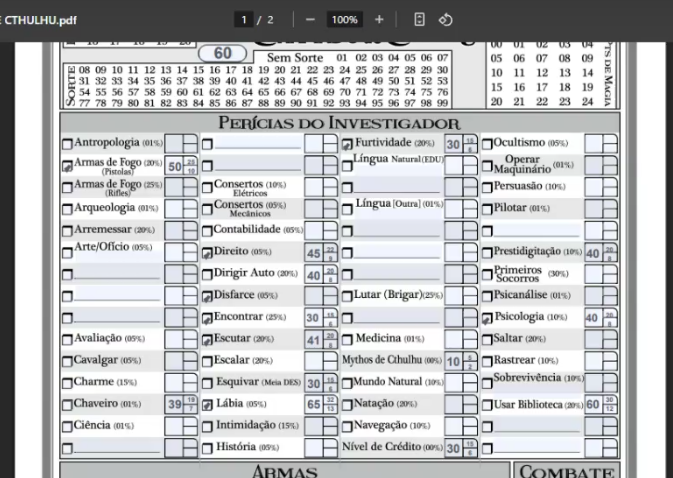 E CTHULHU.pdf
1 / 2 — 100% +
60
Sem Sorte 01 02 03 04 05 06 07
SORTE
08 09 10 11 12 13 14 15 16 17 18 19 20 21 22 23 24 25 26 27 28 29 30
31 32 33 34 35 36 37 38 39 40 41 42 43 44 45 46 47 48 49 50 51 52 53
54 55 56 57 58 59 60 61 62 63 64 65 66 67 68 69 70 71 72 73 74 75 76
77 78 79 80 81 82 83 84 85 86 87 88 89 90 91 92 93 94 95 96 97 98 99
00 01 02 03 04
05 06 07 08 09
10 11 12 13 14
15 16 17 18 19
20 21 22 23 24
TS DE MAGIA
PERÍCIAS DO INVESTIGADOR
Antropologia (01%)
Armas de Fogo (20%) 50 25 10
(Pistolas)
Armas de Fogo (25%)
(Rifles)
Arqueologia (01%)
Arremessar (20%)
Arte/Ofício (05%)
Avaliação (05%)
Cavalgar (05%)
Charme (15%)
Chaveiro (01%) 39 19 7
Ciência (01%)
Consertos (10%)
Elétricos
Consertos (05%)
Mecânicos
Contabilidade (05%)
Direito (05%) 45 22
Dirigir Auto (20%) 40 20 8
Disfarce (05%)
Encontrar (25%) 30 15 6
Escutar (20%) 41 20 8
Escalar (20%)
Esquivar (Meia DES) 30 15 6
Lábia (05%) 65 32 13
Intimidação (15%)
História (05%)
Furtividade (20%) 30 15 6
Língua Natural (EDU)
Língua [Outra] (01%)
Lutar (Brigar)(25%)
Medicina (01%)
Mythos de Cthulhu (00%) 10 5 2
Mundo Natural (10%)
Natação (20%)
Navegação (10%)
Nível de Crédito (00%) 30 15 6
Ocultismo (05%)
Operar
Maquinário (01%)
Persuasão (10%)
Pilotar (01%)
Prestidigitação (10%) 40 20 8
Primeiros
Socorros (30%)
Psicanálise (01%)
Psicologia (10%) 40 20 8
Saltar (20%)
Rastrear (10%)
Sobrevivência (10%)
Usar Biblioteca (20%) 60 30 12
ARMAS
COMBATE